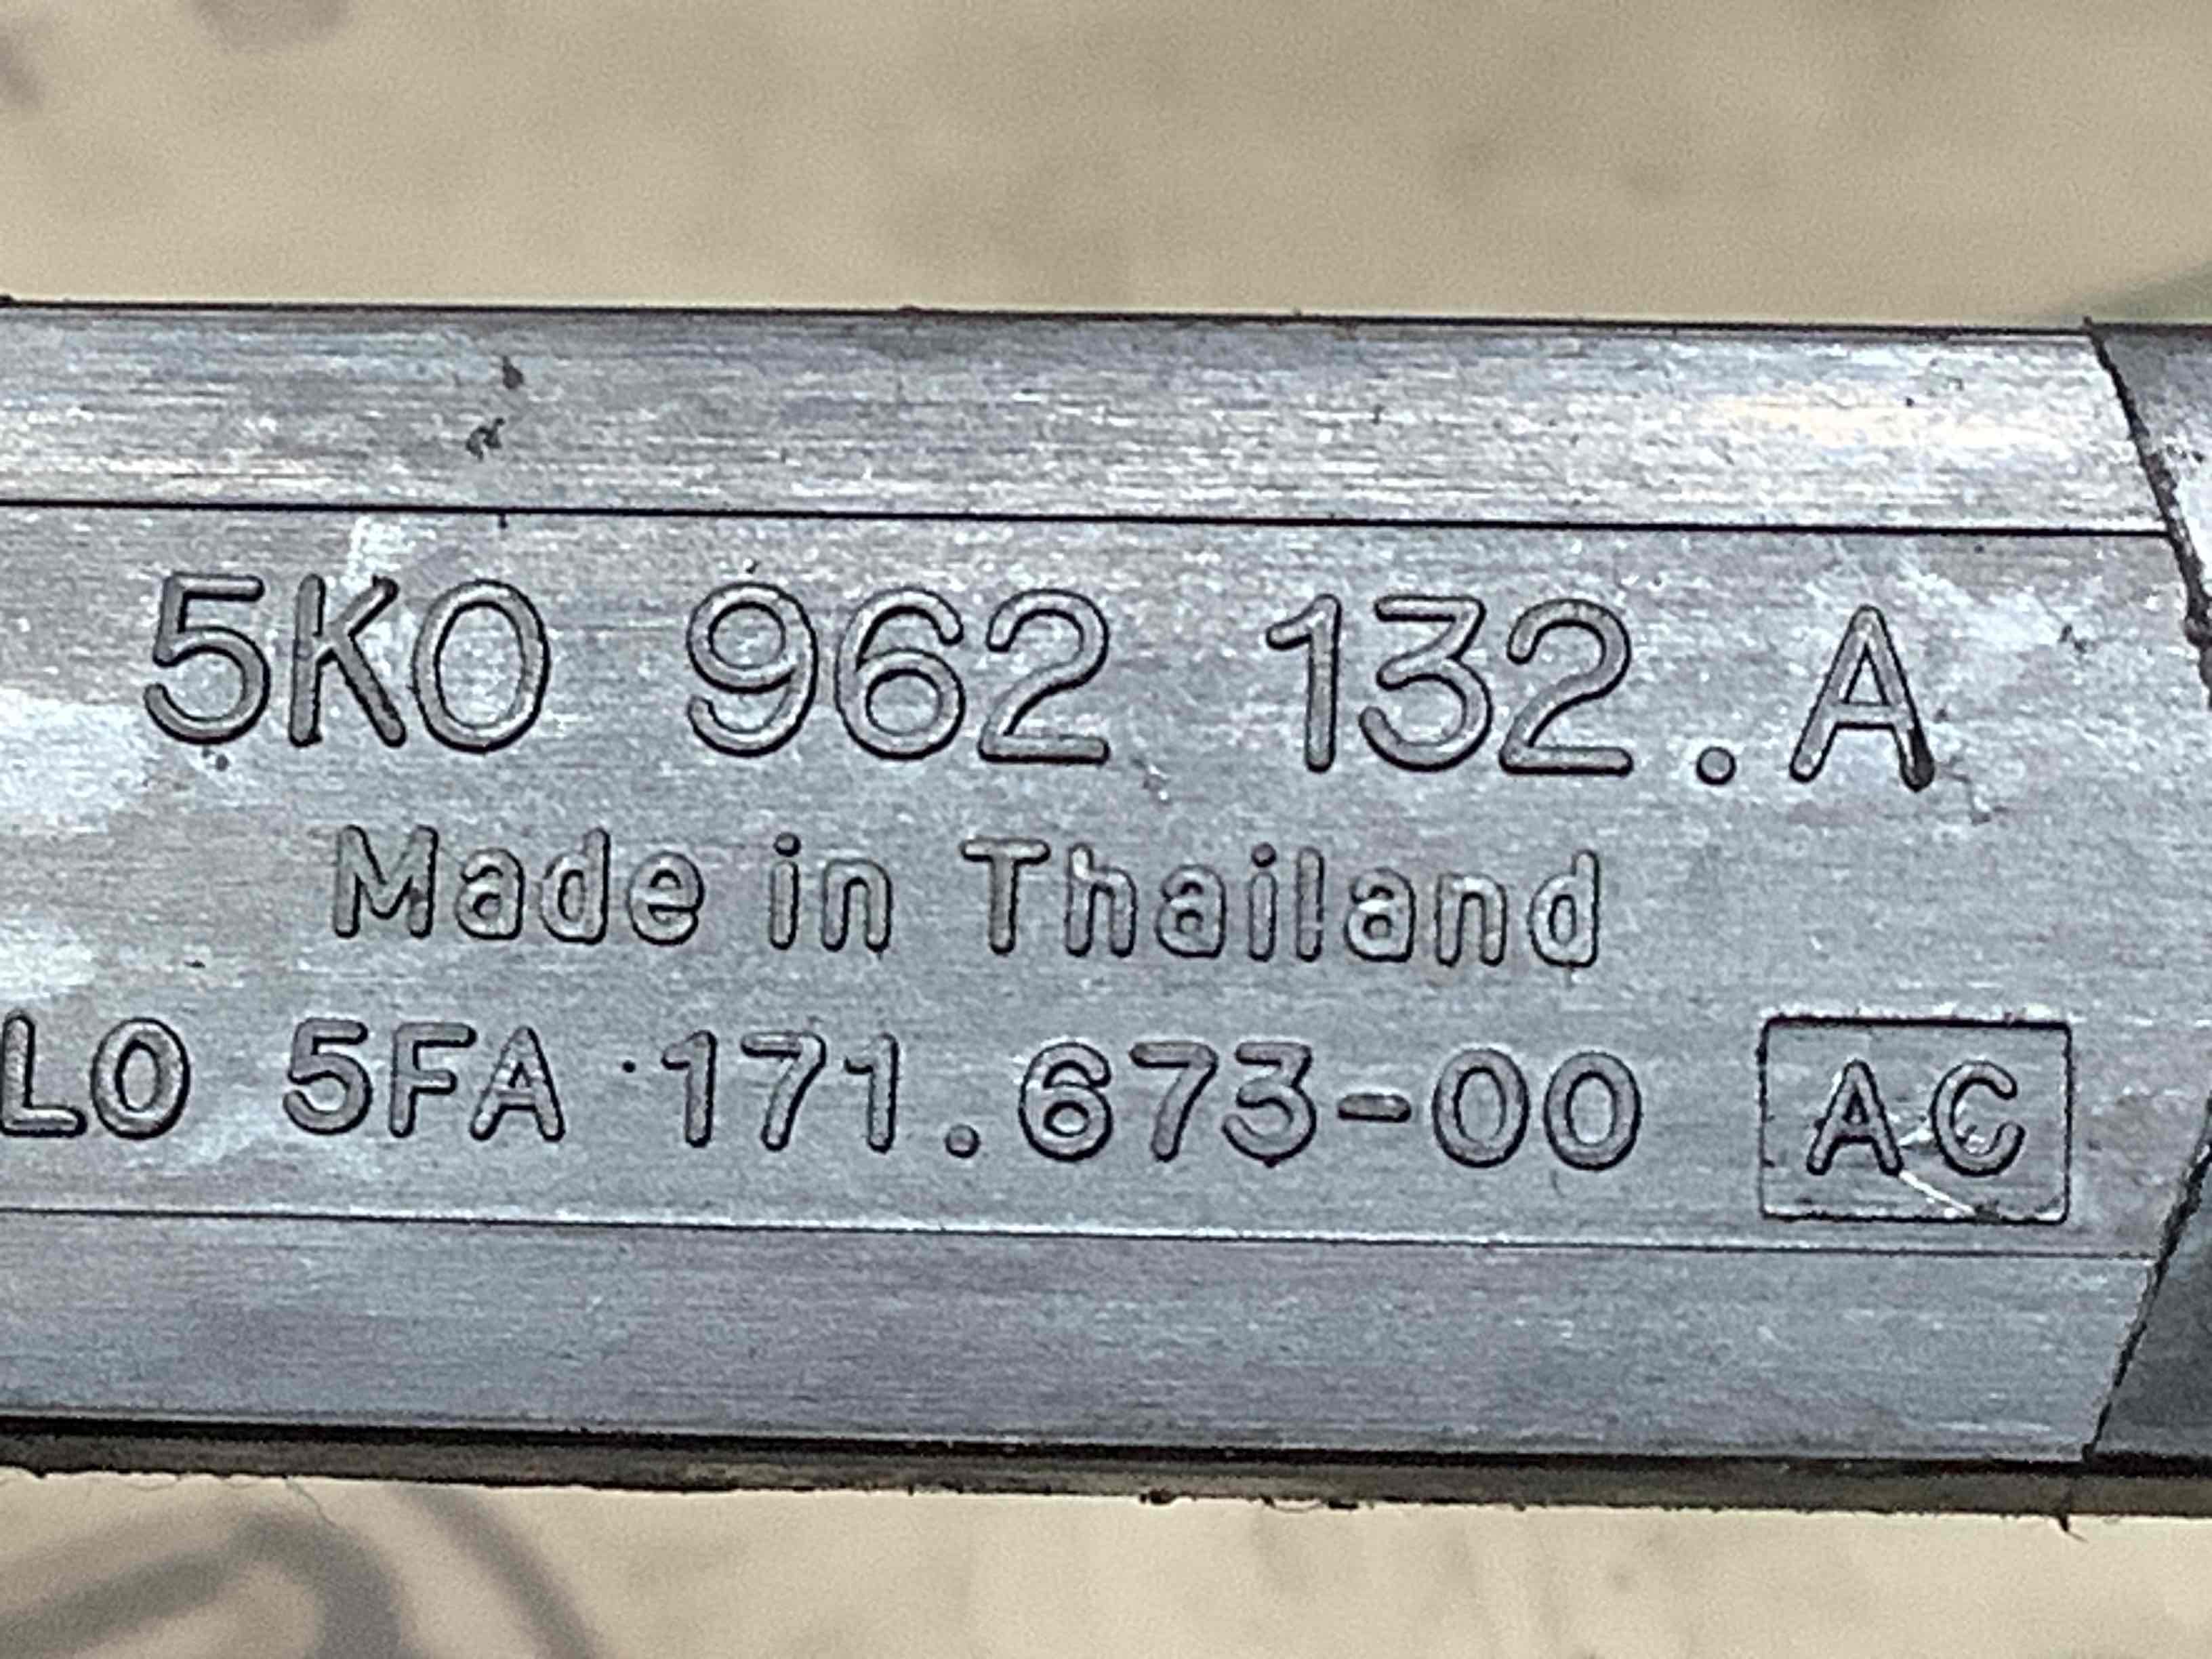 5K0 962 132.A
Made in Thailand
LO 5FA 171.673-00 AC